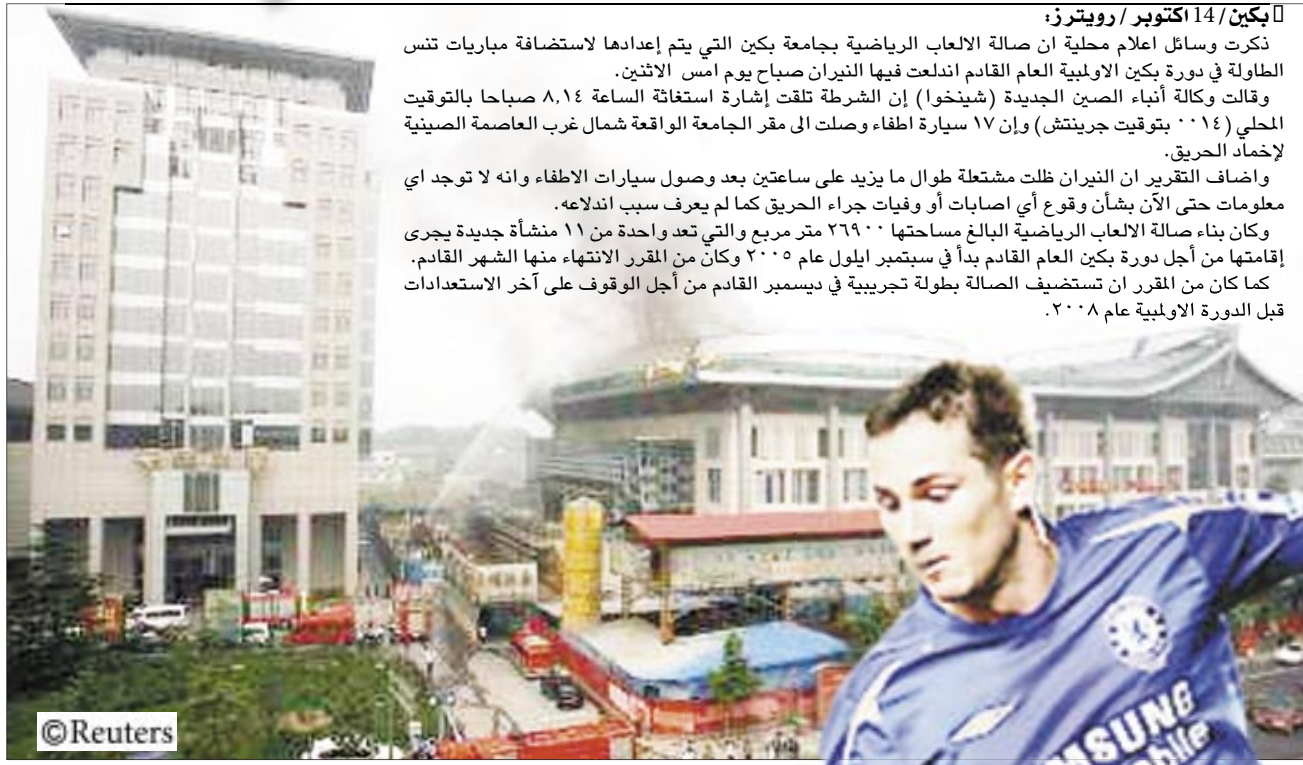 بكين / 14 اكتوبر / رويترز:
ذكرت وسائل اعلام محلية ان صالة الالعاب الرياضية بجامعة بكين التي يتم إعدادها لاستضافة مباريات تنس
الطاولة في دورة بكين الاولمبية العام القادم اندلعت فيها النيران صباح يوم امس الاثنين.
وقالت وكالة أنباء الصين الجديدة (شينخوا) إن الشرطة تلقت إشارة استغاثة الساعة ٨,١٤ صباحا بالتوقيت
المحلي (٠٠١٤ بتوقيت جرينتش) وإن ١٧ سيارة اطفاء وصلت الى مقر الجامعة الواقعة شمال غرب العاصمة الصينية
لإخماد الحريق.
واضاف التقرير ان النيران ظلت مشتعلة طوال ما يزيد على ساعتين بعد وصول سيارات الاطفاء وانه لا توجد اي
معلومات حتى الآن بشأن وقوع أي اصابات أو وفيات جراء الحريق كما لم يعرف سبب اندلاعه.
وكان بناء صالة الالعاب الرياضية البالغ مساحتها ٢٦٩٠٠ متر مربع والتي تعد واحدة من ١١ منشأة جديدة يجرى
إقامتها من أجل دورة بكين العام القادم بدأ في سبتمبر ايلول عام ٢٠٠٥ وكان من المقرر الانتهاء منها الشهر القادم.
كما كان من المقرر ان تستضيف الصالة بطولة تجريبية في ديسمبر القادم من أجل الوقوف على آخر الاستعدادات
قبل الدورة الاولمبية عام ٢٠٠٨.
MSUNG
obile
©Reuters